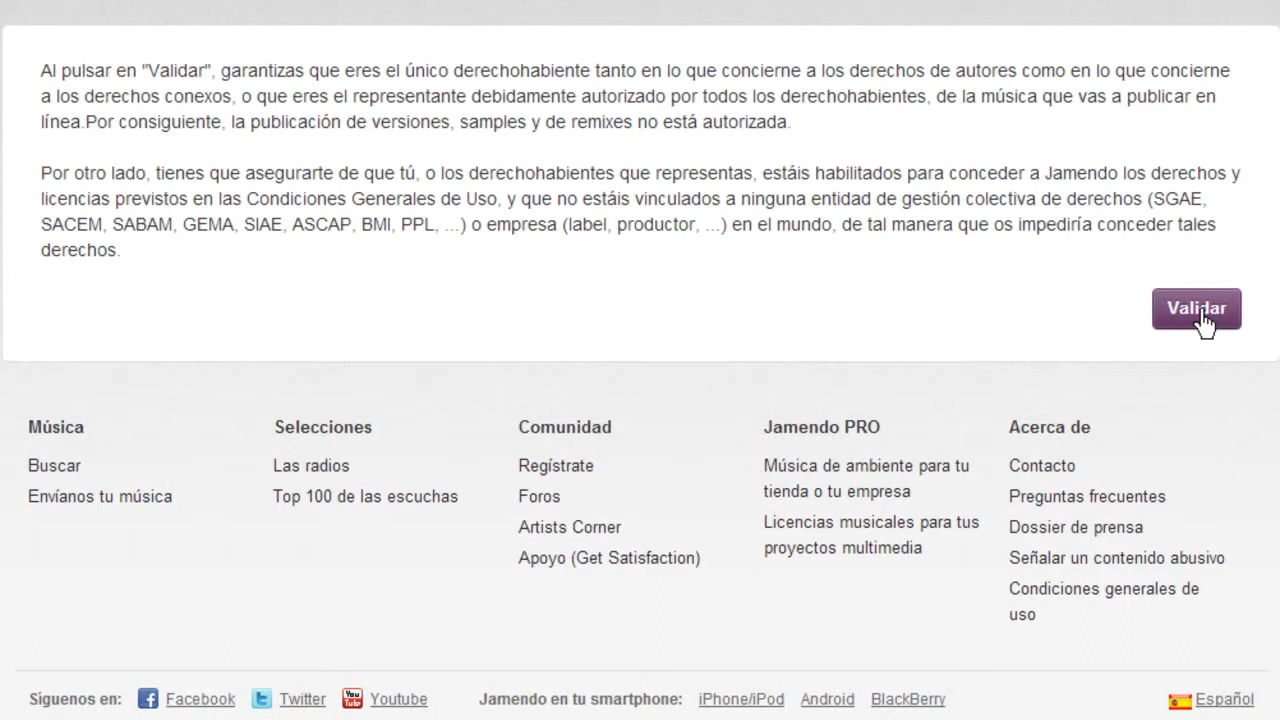 Al pulsar en "Validar", garantizas que eres el único derechohabiente tanto en lo que concierne a los derechos de autores como en lo que concierne
a los derechos conexos, o que eres el representante debidamente autorizado por todos los derechohabientes, de la música que vas a publicar en
línea.Por consiguiente, la publicación de versiones, samples y de remixes no está autorizada.
Por otro lado, tienes que asegurarte de que tú, o los derechohabientes que representas, estáis habilitados para conceder a Jamendo los derechos y
licencias previstos en las Condiciones Generales de Uso, y que no estáis vinculados a ninguna entidad de gestión colectiva de derechos (SGAE,
SACEM, SABAM, GEMA, SIAE, ASCAP, BMI, PPL, ...) o empresa (label, productor, ...) en el mundo, de tal manera que os impediría conceder tales
derechos.
Validar
Música
Buscar
Envíanos tu música
Selecciones
Las radios
Top 100 de las escuchas
Comunidad
Regístrate
Foros
Artists Corner
Apoyo (Get Satisfaction)
Jamendo PRO
Música de ambiente para tu
tienda o tu empresa
Licencias musicales para tus
proyectos multimedia
Acerca de
Contacto
Preguntas frecuentes
Dossier de prensa
Señalar un contenido abusivo
Condiciones generales de
uso
Síguenos en: Facebook Twitter You Tube Youtube Jamendo en tu smartphone: iPhone/iPod Android BlackBerry Español